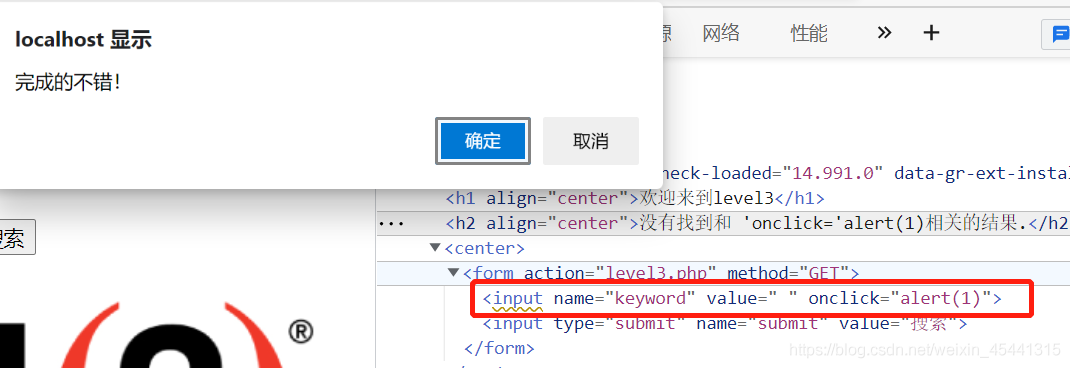 localhost 显示
完成的不错！
确定
取消
网络
性能
»
+
heck-loaded="14.991.0" data-gr-ext-instal
<h1 align="center">欢迎来到level3</h1>
··· <h2 align="center">没有找到和 'onclick='alert(1)相关的结果.</h2
▼<center>
▼<form action="level3.php" method="GET">
<input name="keyword" value=" " onclick="alert(1)">
<input type="submit" name="submit" value="搜索">
</form>
搜索
®
https://blog.csdn.net/weixin_45441315